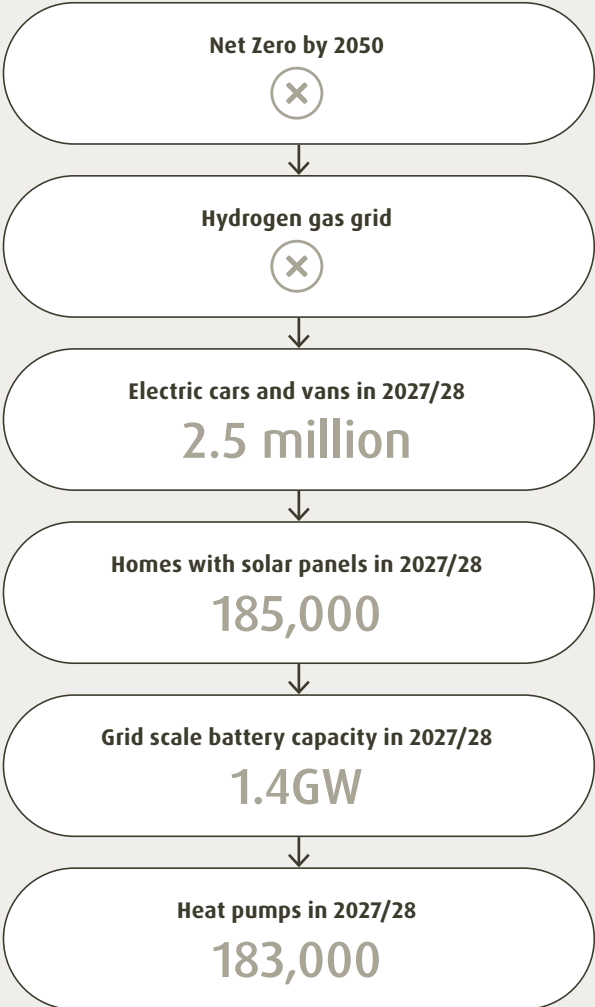 Net Zero by 2050
Hydrogen gas grid
Electric cars and vans in 2027/28
2.5 million
Homes with solar panels in 2027/28
185,000
Grid scale battery capacity in 2027/28
1.4GW
Heat pumps in 2027/28
183,000